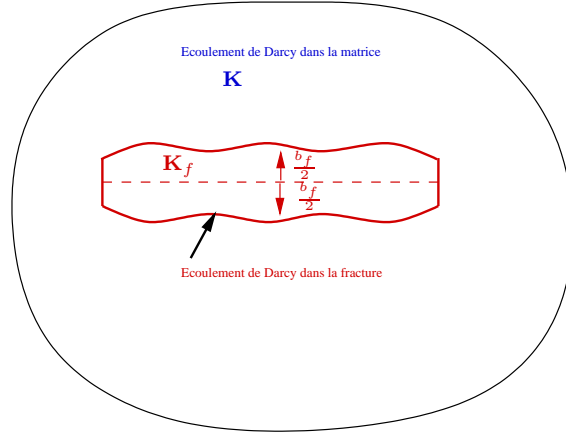 Ecoulement de Darcy dans la matrice
K
K_f
b_f/2
b_f/2
Ecoulement de Darcy dans la fracture